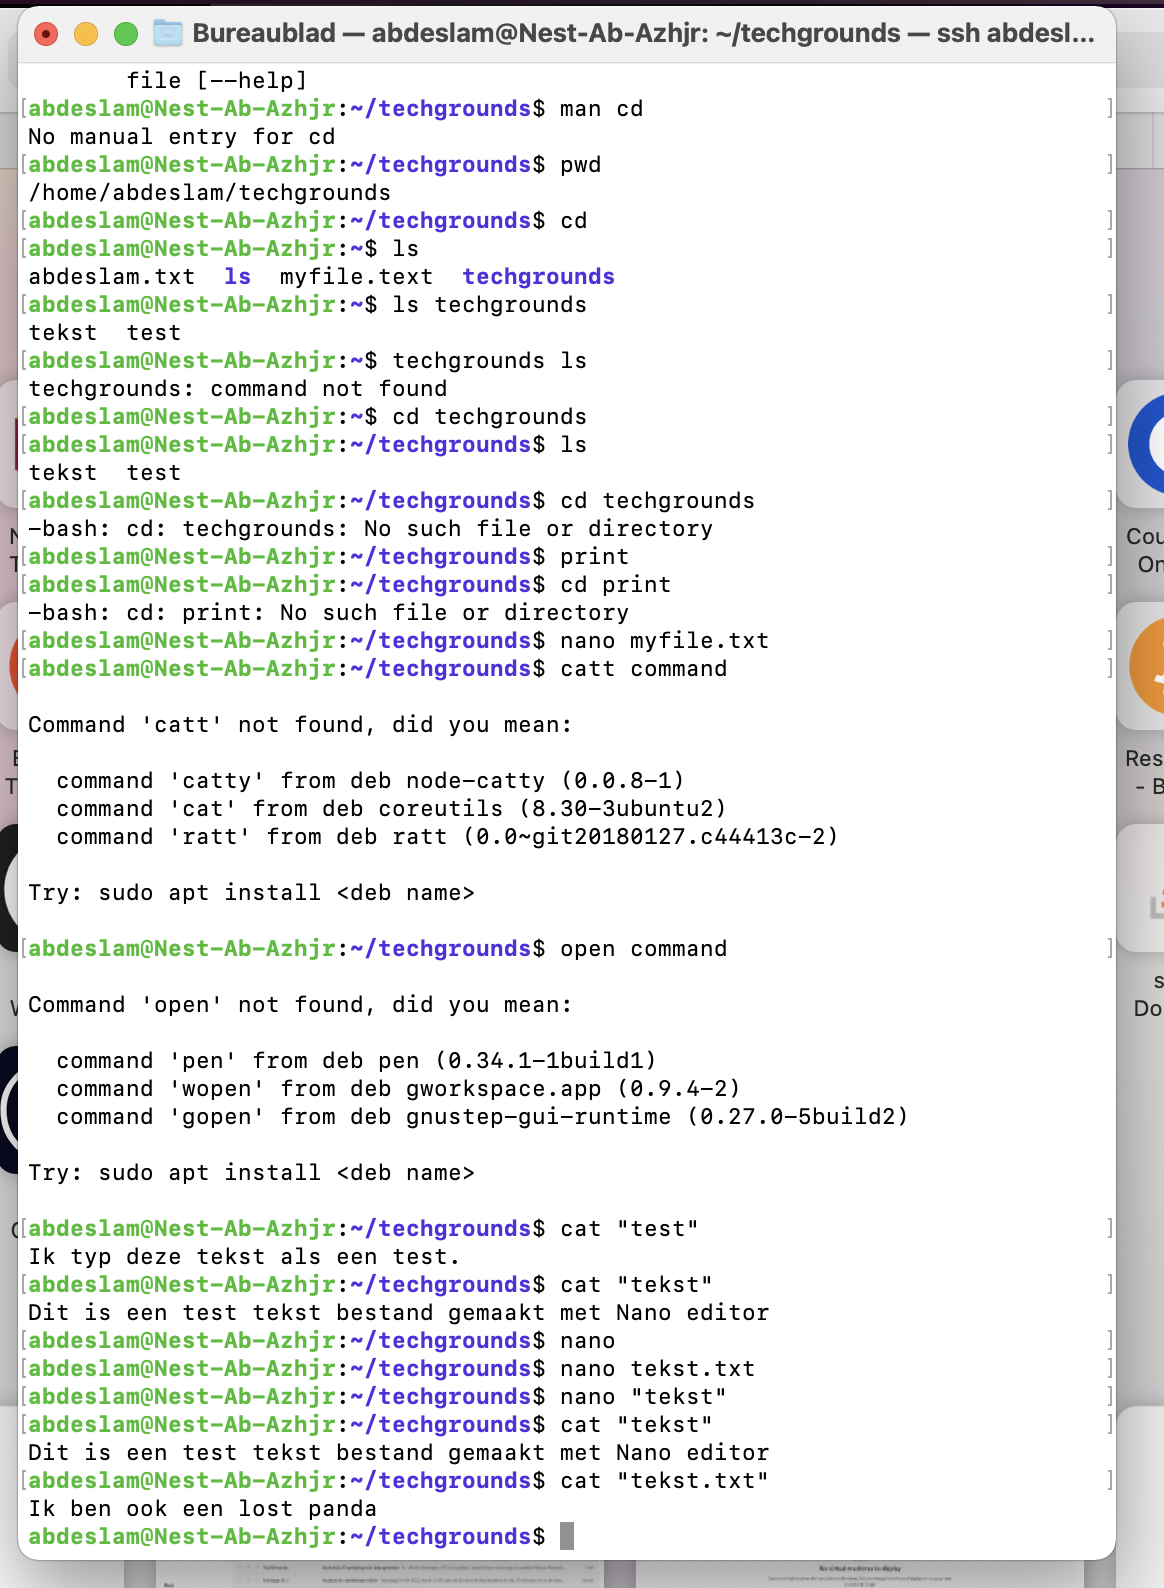 Bureaublad — abdeslam@Nest-Ab-Azhjr: ~/techgrounds — ssh abdesl...
file [--help]
[abdeslam@Nest-Ab-Azhjr:~/techgrounds$ man cd ]
No manual entry for cd
[abdeslam@Nest-Ab-Azhjr:~/techgrounds$ pwd ]
/home/abdeslam/techgrounds
[abdeslam@Nest-Ab-Azhjr:~/techgrounds$ cd ]
[abdeslam@Nest-Ab-Azhjr:~$ ls ]
abdeslam.txt  ls  myfile.text  techgrounds
[abdeslam@Nest-Ab-Azhjr:~$ ls techgrounds ]
tekst  test
[abdeslam@Nest-Ab-Azhjr:~$ techgrounds ls ]
techgrounds: command not found
[abdeslam@Nest-Ab-Azhjr:~$ cd techgrounds ]
[abdeslam@Nest-Ab-Azhjr:~/techgrounds$ ls ]
tekst  test
[abdeslam@Nest-Ab-Azhjr:~/techgrounds$ cd techgrounds ]
-bash: cd: techgrounds: No such file or directory
[abdeslam@Nest-Ab-Azhjr:~/techgrounds$ print ]
[abdeslam@Nest-Ab-Azhjr:~/techgrounds$ cd print ]
-bash: cd: print: No such file or directory
[abdeslam@Nest-Ab-Azhjr:~/techgrounds$ nano myfile.txt ]
[abdeslam@Nest-Ab-Azhjr:~/techgrounds$ catt command ]
Command 'catt' not found, did you mean:
command 'catty' from deb node-catty (0.0.8-1)
command 'cat' from deb coreutils (8.30-3ubuntu2)
command 'ratt' from deb ratt (0.0~git20180127.c44413c-2)
Try: sudo apt install <deb name>
[abdeslam@Nest-Ab-Azhjr:~/techgrounds$ open command ]
Command 'open' not found, did you mean:
command 'pen' from deb pen (0.34.1-1build1)
command 'wopen' from deb gworkspace.app (0.9.4-2)
command 'gopen' from deb gnustep-gui-runtime (0.27.0-5build2)
Try: sudo apt install <deb name>
[abdeslam@Nest-Ab-Azhjr:~/techgrounds$ cat "test" ]
Ik typ deze tekst als een test.
[abdeslam@Nest-Ab-Azhjr:~/techgrounds$ cat "tekst" ]
Dit is een test tekst bestand gemaakt met Nano editor
[abdeslam@Nest-Ab-Azhjr:~/techgrounds$ nano ]
[abdeslam@Nest-Ab-Azhjr:~/techgrounds$ nano tekst.txt ]
[abdeslam@Nest-Ab-Azhjr:~/techgrounds$ nano "tekst" ]
[abdeslam@Nest-Ab-Azhjr:~/techgrounds$ cat "tekst" ]
Dit is een test tekst bestand gemaakt met Nano editor
[abdeslam@Nest-Ab-Azhjr:~/techgrounds$ cat "tekst.txt" ]
Ik ben ook een lost panda
abdeslam@Nest-Ab-Azhjr:~/techgrounds$
Cou
On
Res
- B
s
Do
No virtual machines to display